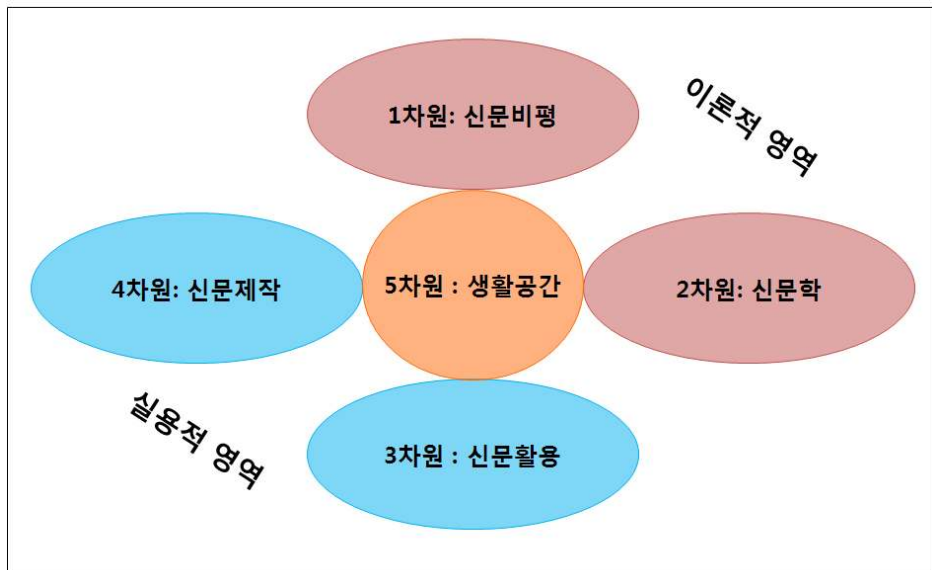 1차원: 신문비평
이론적 영역
4차원: 신문제작
5차원 : 생활공간
2차원: 신문학
실용적 영역
3차원 : 신문활용